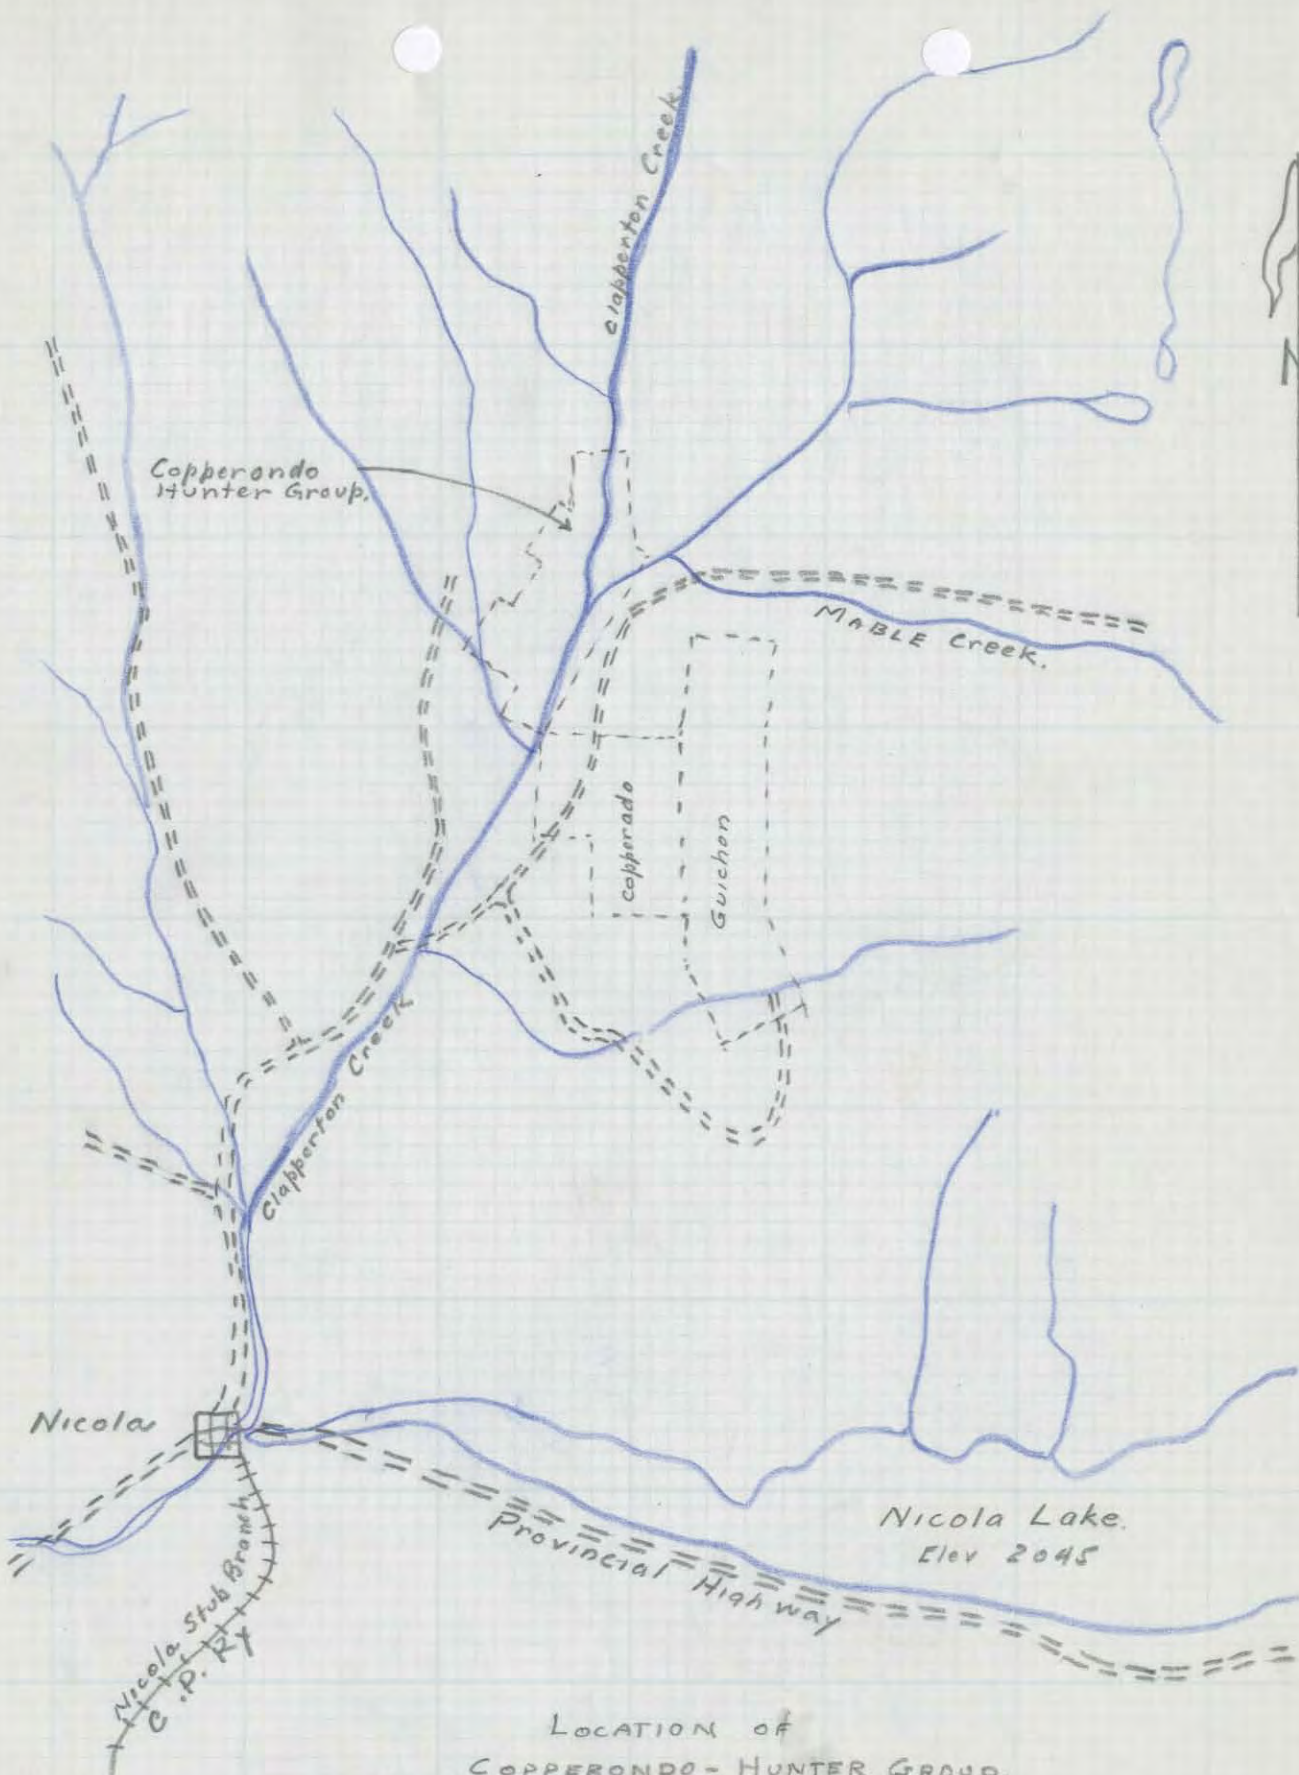 Clapperton Creek.
N
Copperondo
Hunter Group.
MABLE Creek.
Copperado
Guichon
Clapperton Creek
Nicola
Nicola Lake.
Elev 2045
Provincial Highway
Nicola Stub Branch
C.P. Ry
LOCATION OF
COPPERONDO - HUNTER GROUP